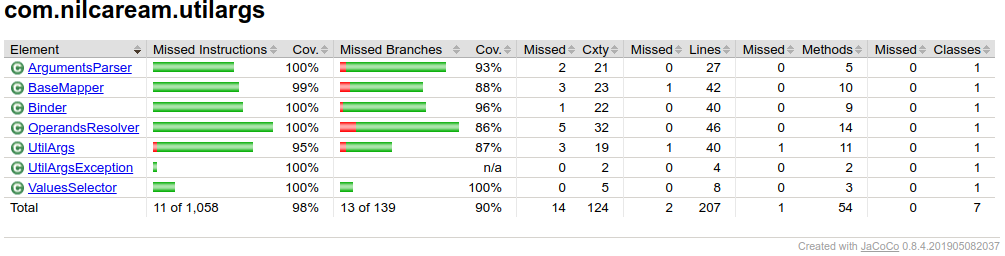 com.nilcaream.utilargs
Element Missed Instructions Cov. Missed Branches Cov. Missed Cxty Missed Lines Missed Methods Missed Classes
ArgumentsParser 100% 93% 2 21 0 27 0 5 0 1
BaseMapper 99% 88% 3 23 1 42 0 10 0 1
Binder 100% 96% 1 22 0 40 0 9 0 1
OperandsResolver 100% 86% 5 32 0 46 0 14 0 1
UtilArgs 95% 87% 3 19 1 40 1 11 0 1
UtilArgsException 100% n/a 0 2 0 4 0 2 0 1
ValuesSelector 100% 100% 0 5 0 8 0 3 0 1
Total 11 of 1,058 98% 13 of 139 90% 14 124 2 207 1 54 0 7
Created with JaCoCo 0.8.4.201905082037